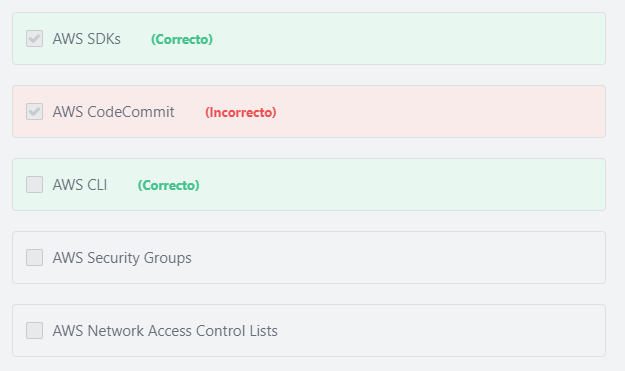 AWS SDKs (Correcto)
AWS CodeCommit (Incorrecto)
AWS CLI (Correcto)
AWS Security Groups
AWS Network Access Control Lists